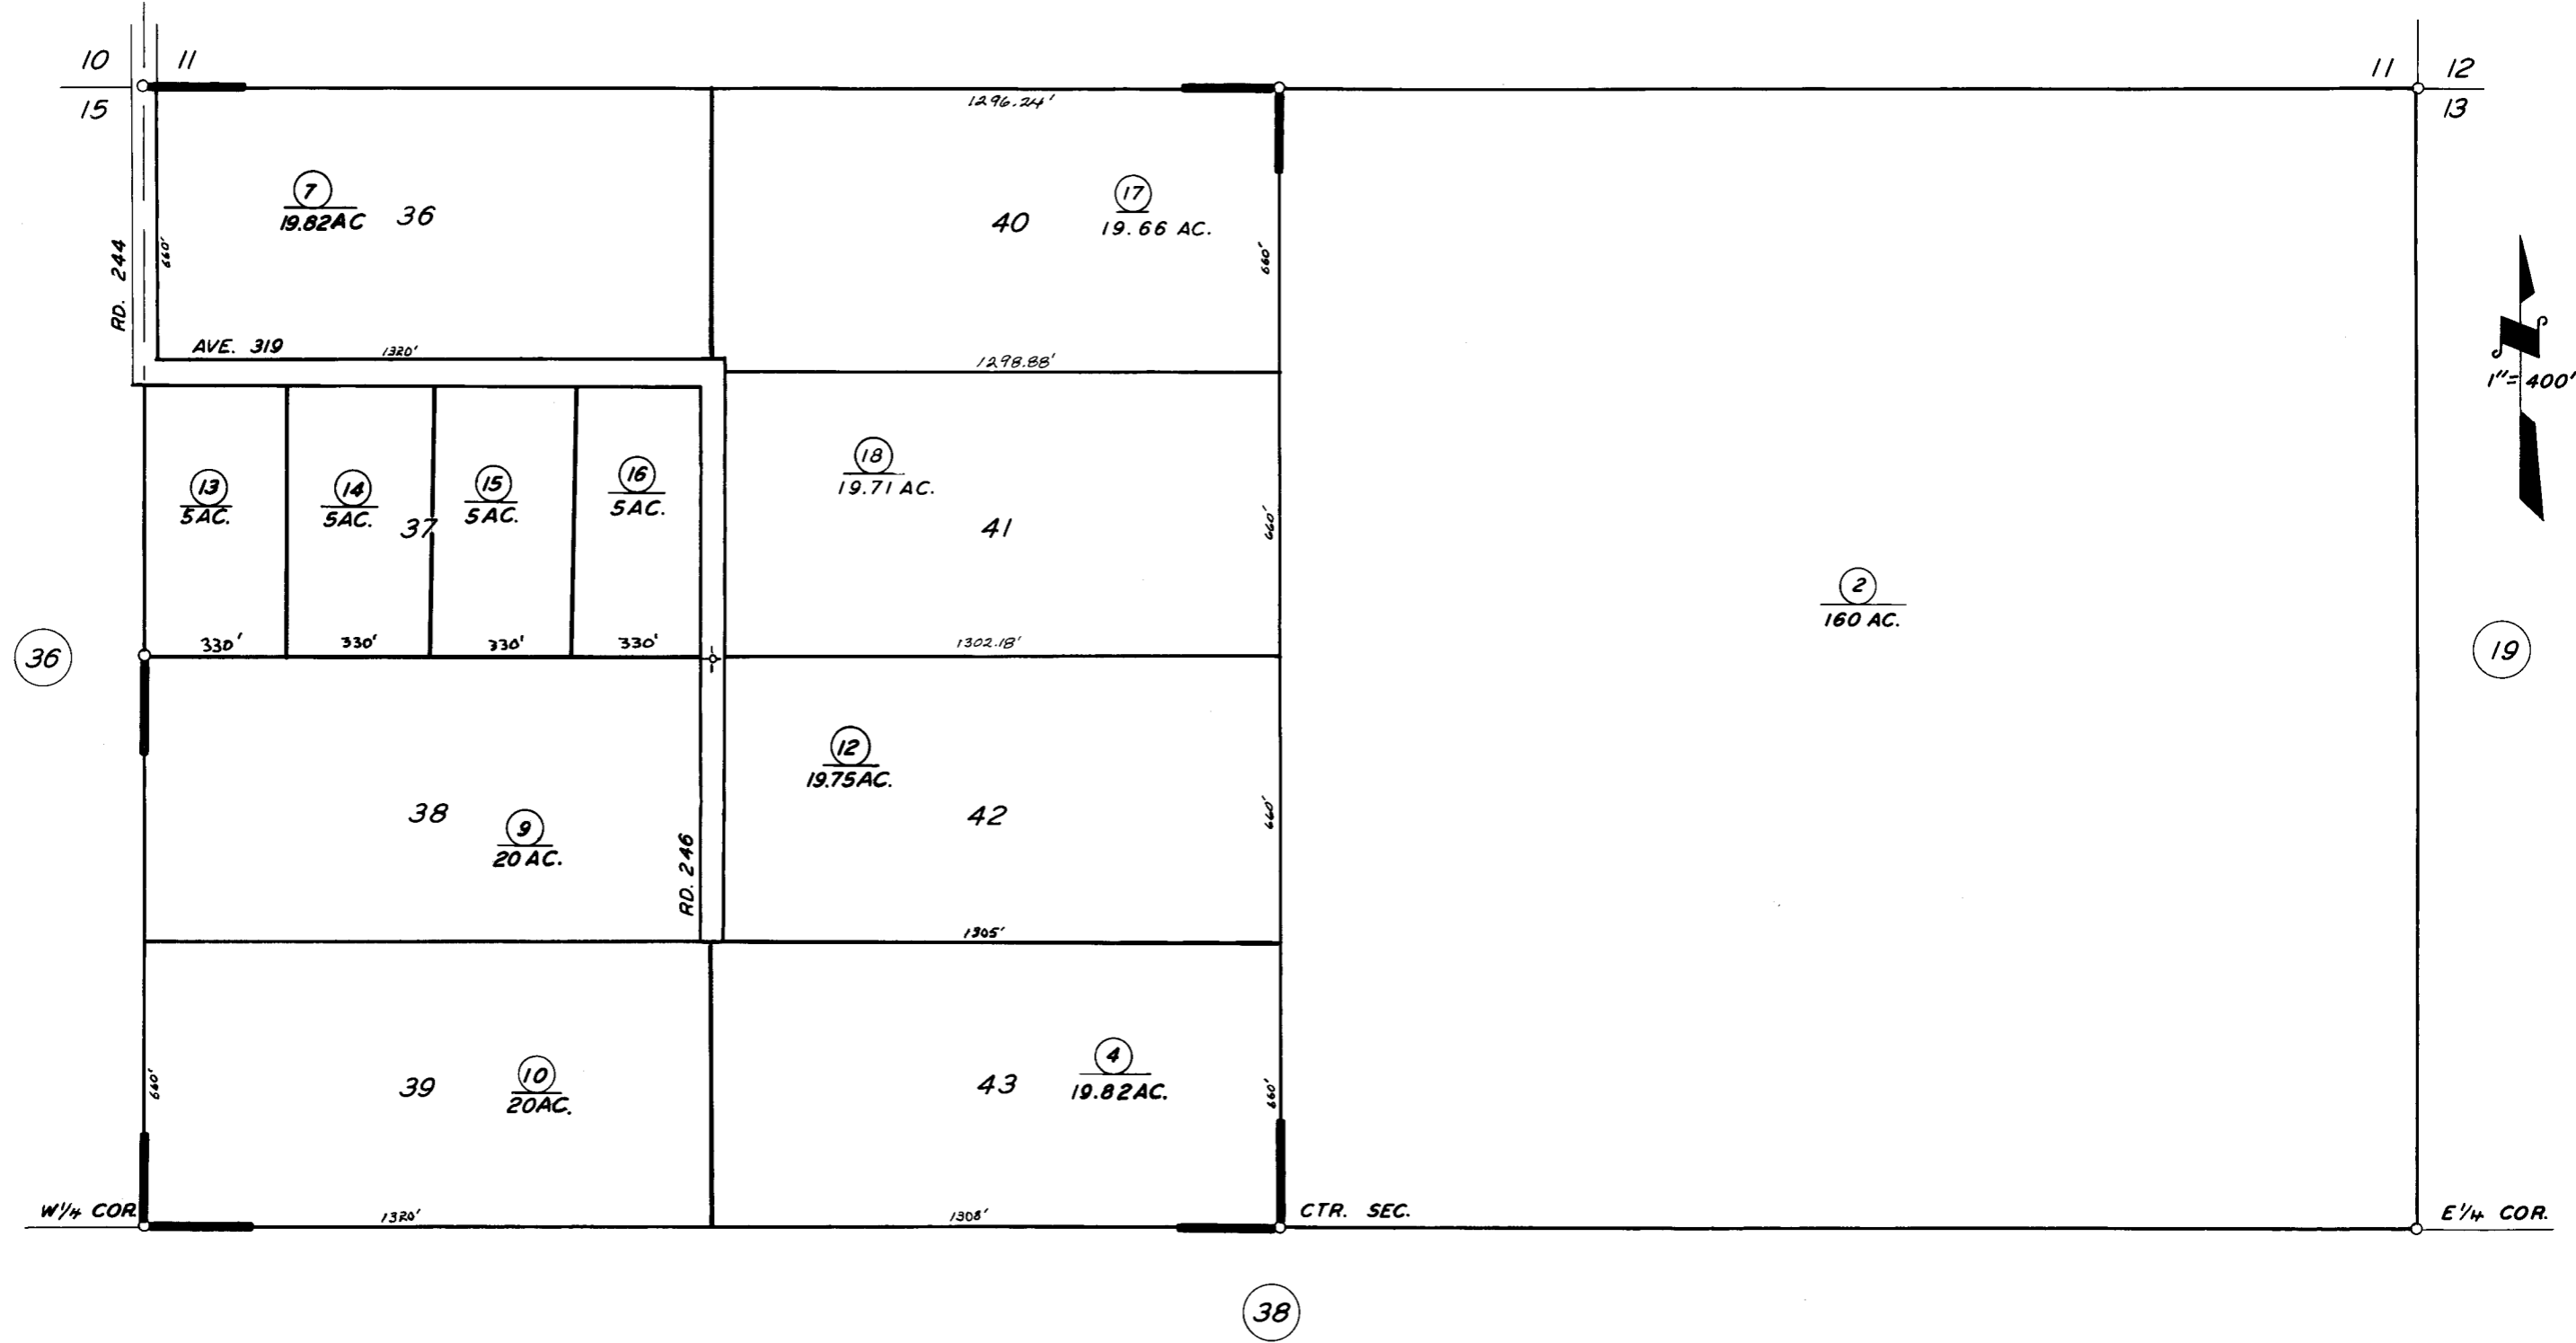 10 11
11 12
15
13
1296.24'
7
19.82AC 36
40
17
19.66 AC.
660'
660'
RD. 244
AVE. 319
1320'
1298.88'
1"=400'
18
19.71 AC.
41
660'
13
5AC.
14
5AC.
37
15
5AC.
16
5AC.
2
160 AC.
330'
330'
330'
330'
1302.18'
36
19
12
19.75AC.
42
660'
38
9
20 AC.
RD. 246
1305'
39
10
20AC.
43
4
19.82AC.
660'
660'
W1/4 COR.
1320'
1308'
CTR. SEC.
E1/4 COR.
38